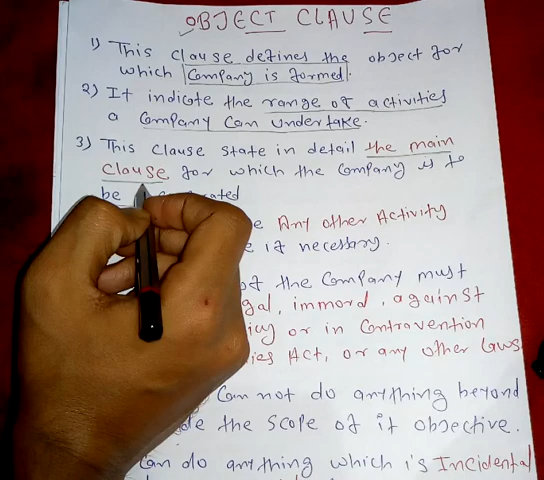 OBJECT CLAUSE
1) This clause defines the object for
which Company is formed.
2) It indicate the range of activities
a Company Can undertake.
3) This clause state in detail the main
clause for which the Company is to
be
Any other Activity
if necessary.
of the Company must
immord, against
or in Contravention
Act, or any other laws.
Can not do anything beyond
the scope of it objective.
Can do anything which is Incidental